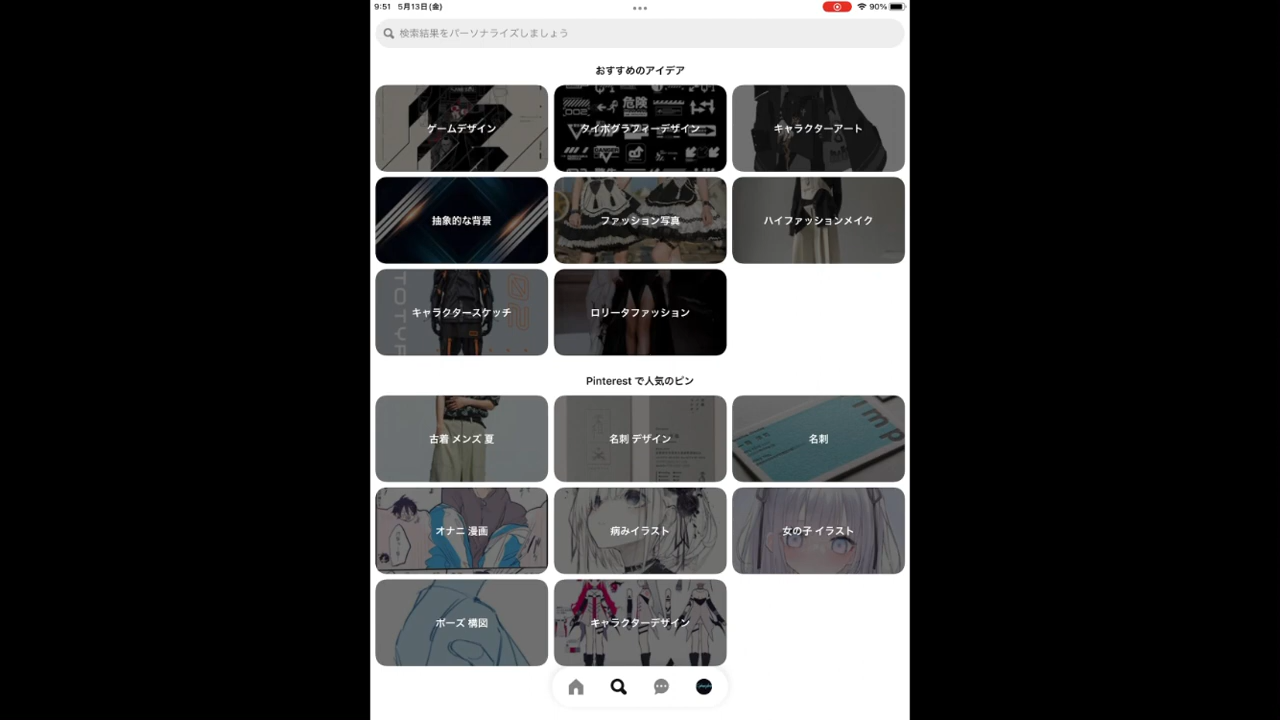 9:51 5月13日(金)
90%
検索結果をパーソナライズしましょう
おすすめのアイデア
ゲームデザイン
タイポグラフィーデザイン
危険
002
キャラクターアート
抽象的な背景
ファッション写真
ハイファッションメイク
キャラクタースケッチ
TOTYP
02
ロリータファッション
Pinterest で人気のピン
古着 メンズ 夏
名刺 デザイン
名刺
imp
オナニ 漫画
病みイラスト
女の子 イラスト
ポーズ 構図
キャラクターデザイン